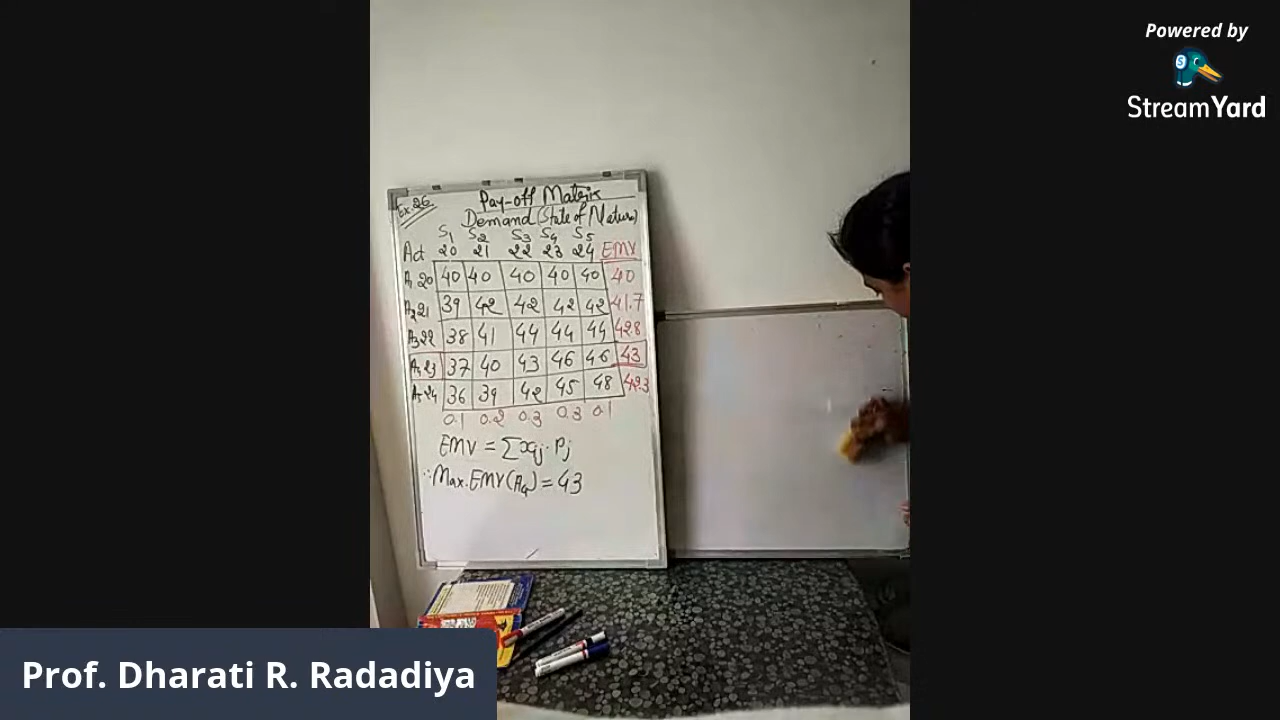 Powered by
StreamYard
Ex. 26
Pay-off Matrix
Demand (State of Nature)
S1 S2 S3 S4 S5
Act 20 21 22 23 24 EMV
A1 20 40 40 40 40 40 40
A2 21 39 42 42 42 42 41.7
A3 22 38 41 44 44 44 42.8
A4 23 37 40 43 46 46 43
A5 24 36 39 42 45 48 42.3
0.1 0.2 0.3 0.3 0.1
EMV = Σxij · Pj
∴ Max. EMV (A4) = 43
Prof. Dharati R. Radadiya